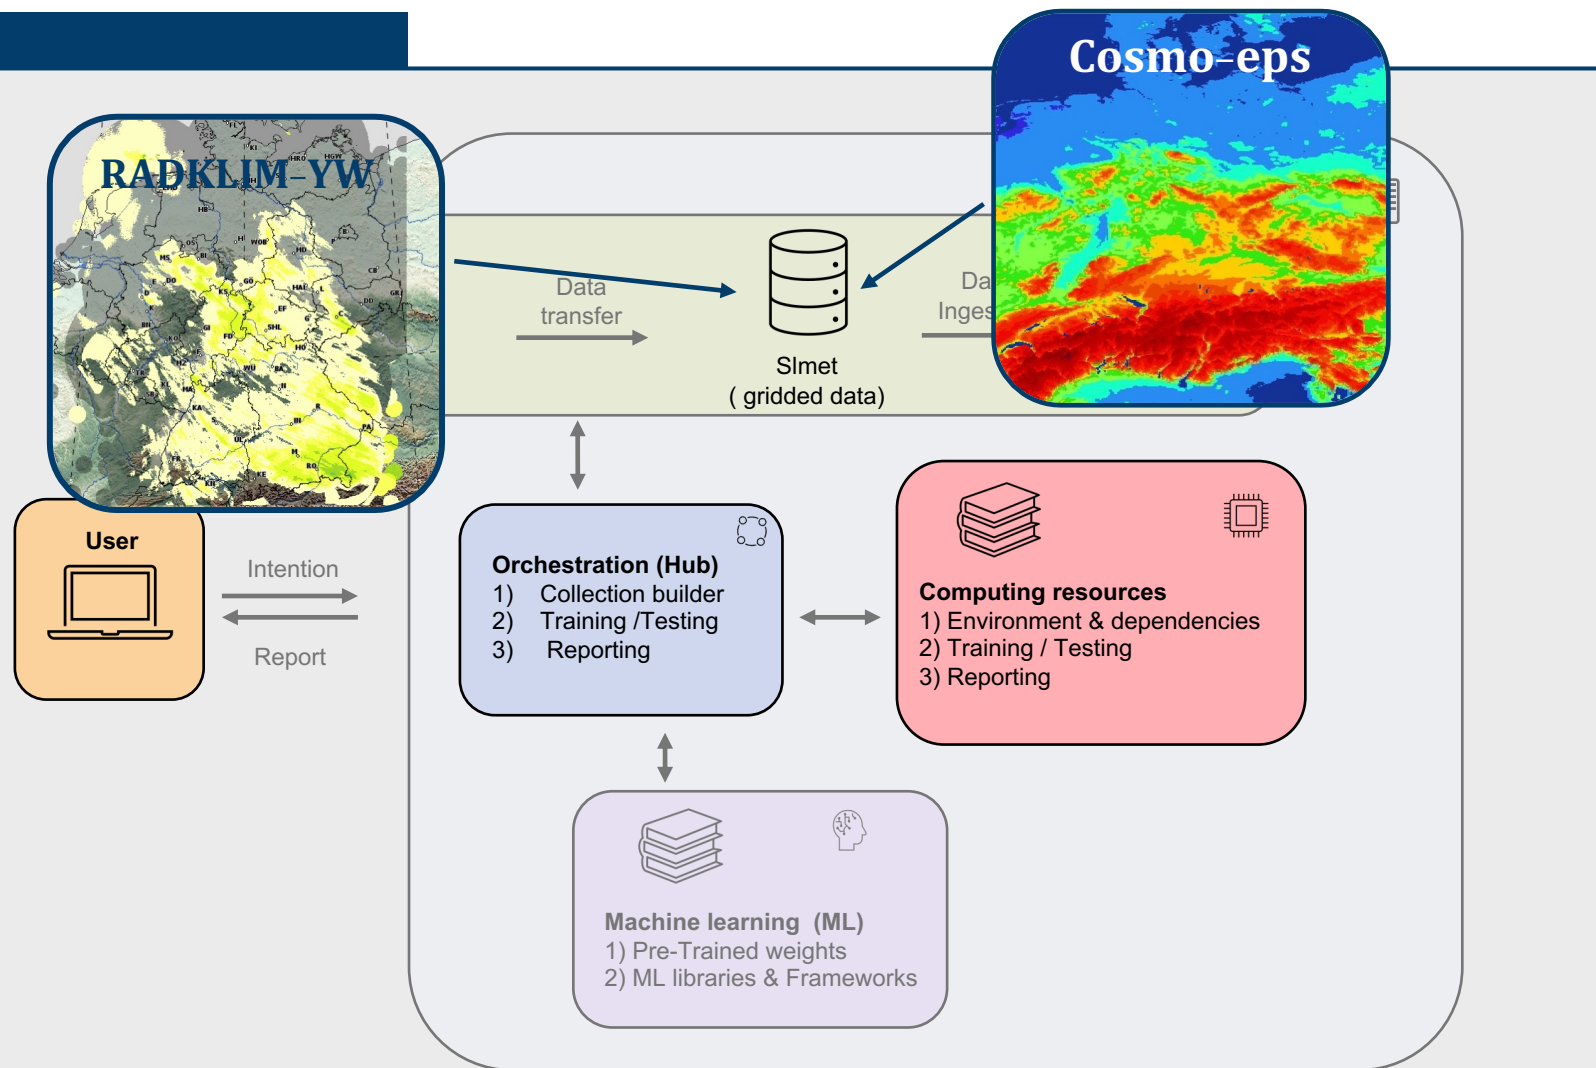 Cosmo-eps
RADKLIM-YW
Data
transfer
Da
Inges
Slmet
( gridded data)
User
Intention
Report
Orchestration (Hub)
1) Collection builder
2) Training /Testing
3) Reporting
Computing resources
1) Environment & dependencies
2) Training / Testing
3) Reporting
Machine learning (ML)
1) Pre-Trained weights
2) ML libraries & Frameworks